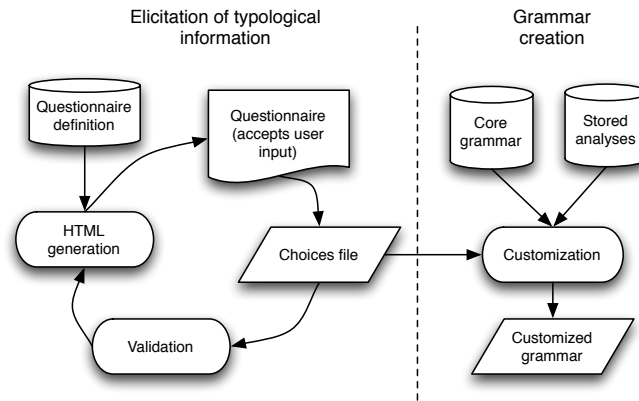 Elicitation of typological
information
Grammar
creation
Questionnaire
definition
Questionnaire
(accepts user
input)
Core
grammar
Stored
analyses
HTML
generation
Choices file
Customization
Validation
Customized
grammar